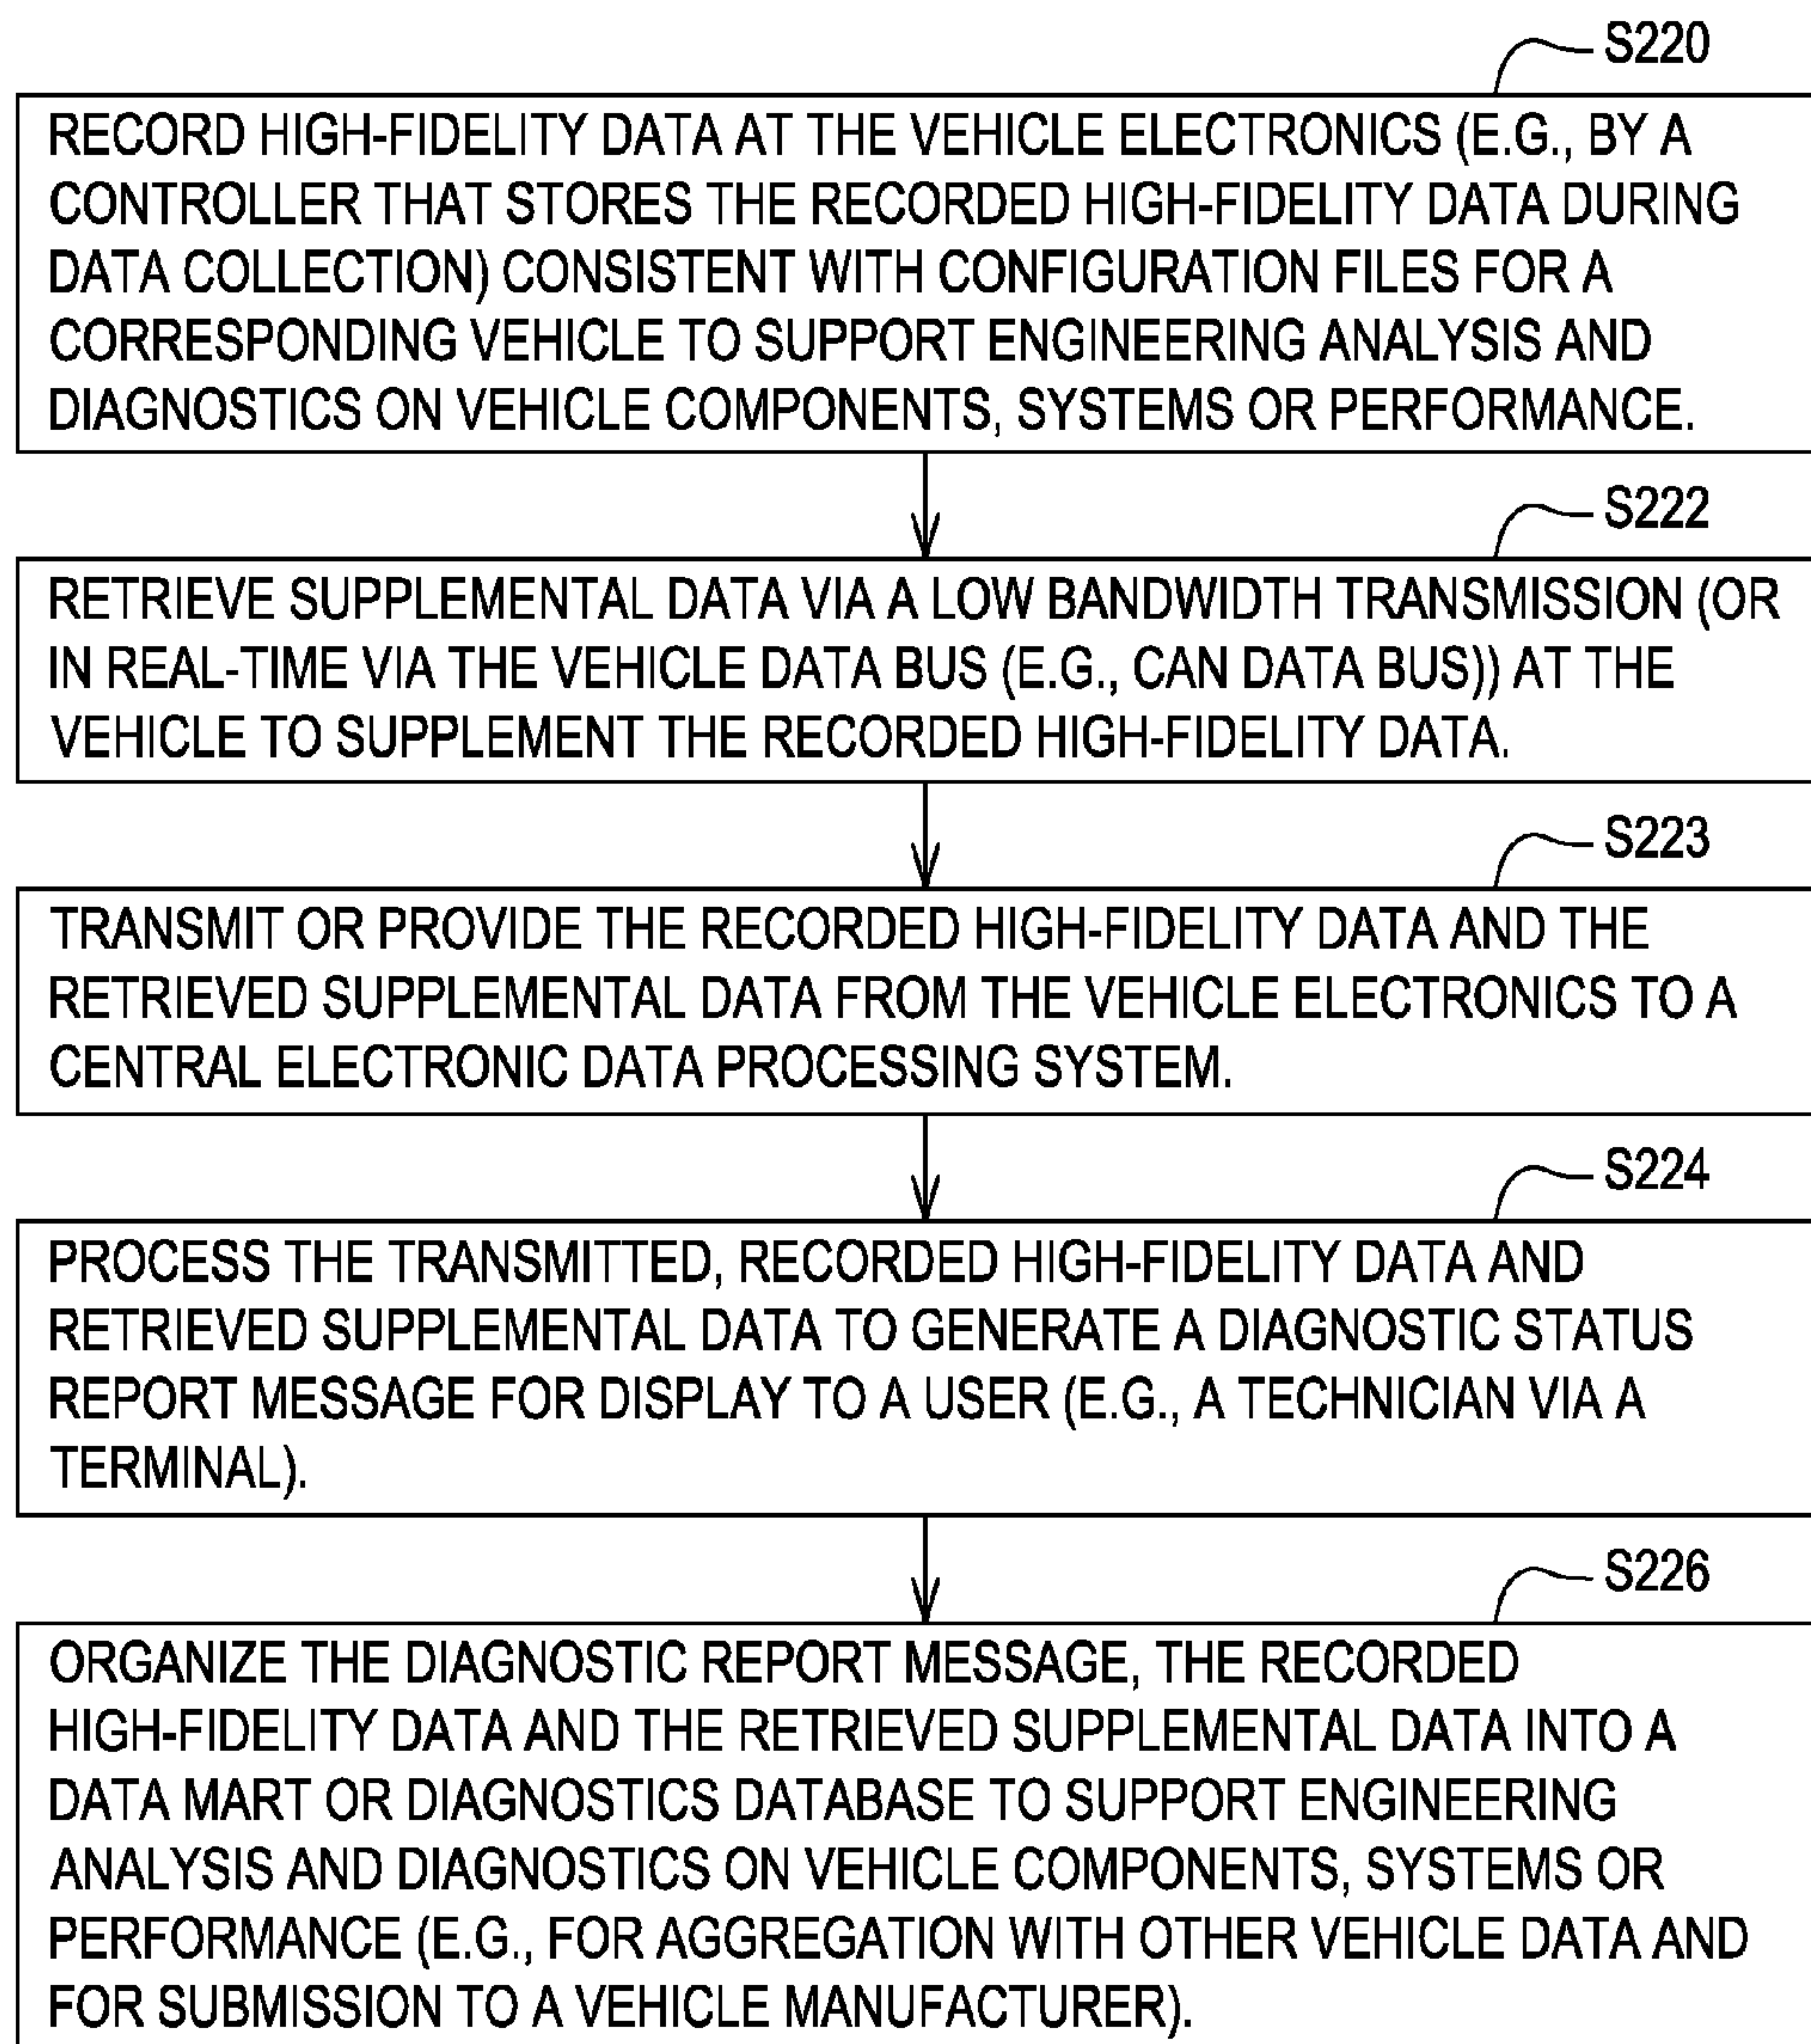 S220
RECORD HIGH-FIDELITY DATA AT THE VEHICLE ELECTRONICS (E.G., BY A
CONTROLLER THAT STORES THE RECORDED HIGH-FIDELITY DATA DURING
DATA COLLECTION) CONSISTENT WITH CONFIGURATION FILES FOR A
CORRESPONDING VEHICLE TO SUPPORT ENGINEERING ANALYSIS AND
DIAGNOSTICS ON VEHICLE COMPONENTS, SYSTEMS OR PERFORMANCE.
S222
RETRIEVE SUPPLEMENTAL DATA VIA A LOW BANDWIDTH TRANSMISSION (OR
IN REAL-TIME VIA THE VEHICLE DATA BUS (E.G., CAN DATA BUS)) AT THE
VEHICLE TO SUPPLEMENT THE RECORDED HIGH-FIDELITY DATA.
S223
TRANSMIT OR PROVIDE THE RECORDED HIGH-FIDELITY DATA AND THE
RETRIEVED SUPPLEMENTAL DATA FROM THE VEHICLE ELECTRONICS TO A
CENTRAL ELECTRONIC DATA PROCESSING SYSTEM.
S224
PROCESS THE TRANSMITTED, RECORDED HIGH-FIDELITY DATA AND
RETRIEVED SUPPLEMENTAL DATA TO GENERATE A DIAGNOSTIC STATUS
REPORT MESSAGE FOR DISPLAY TO A USER (E.G., A TECHNICIAN VIA A
TERMINAL).
S226
ORGANIZE THE DIAGNOSTIC REPORT MESSAGE, THE RECORDED
HIGH-FIDELITY DATA AND THE RETRIEVED SUPPLEMENTAL DATA INTO A
DATA MART OR DIAGNOSTICS DATABASE TO SUPPORT ENGINEERING
ANALYSIS AND DIAGNOSTICS ON VEHICLE COMPONENTS, SYSTEMS OR
PERFORMANCE (E.G., FOR AGGREGATION WITH OTHER VEHICLE DATA AND
FOR SUBMISSION TO A VEHICLE MANUFACTURER).